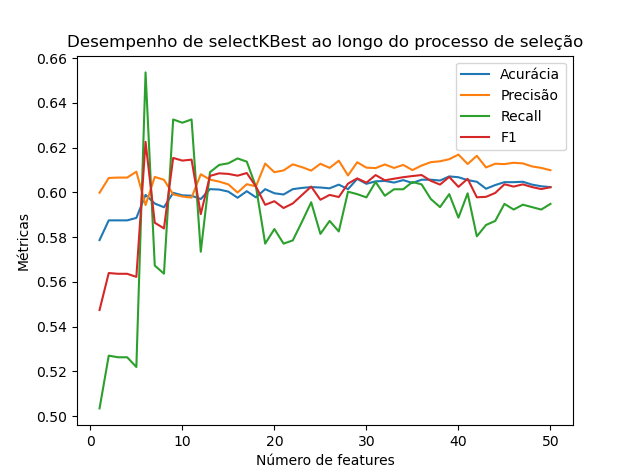 Desempenho de selectKBest ao longo do processo de seleção
Acurácia
Precisão
Recall
F1
Métricas
0.66
0.64
0.62
0.60
0.58
0.56
0.54
0.52
0.50
0 10 20 30 40 50
Número de features